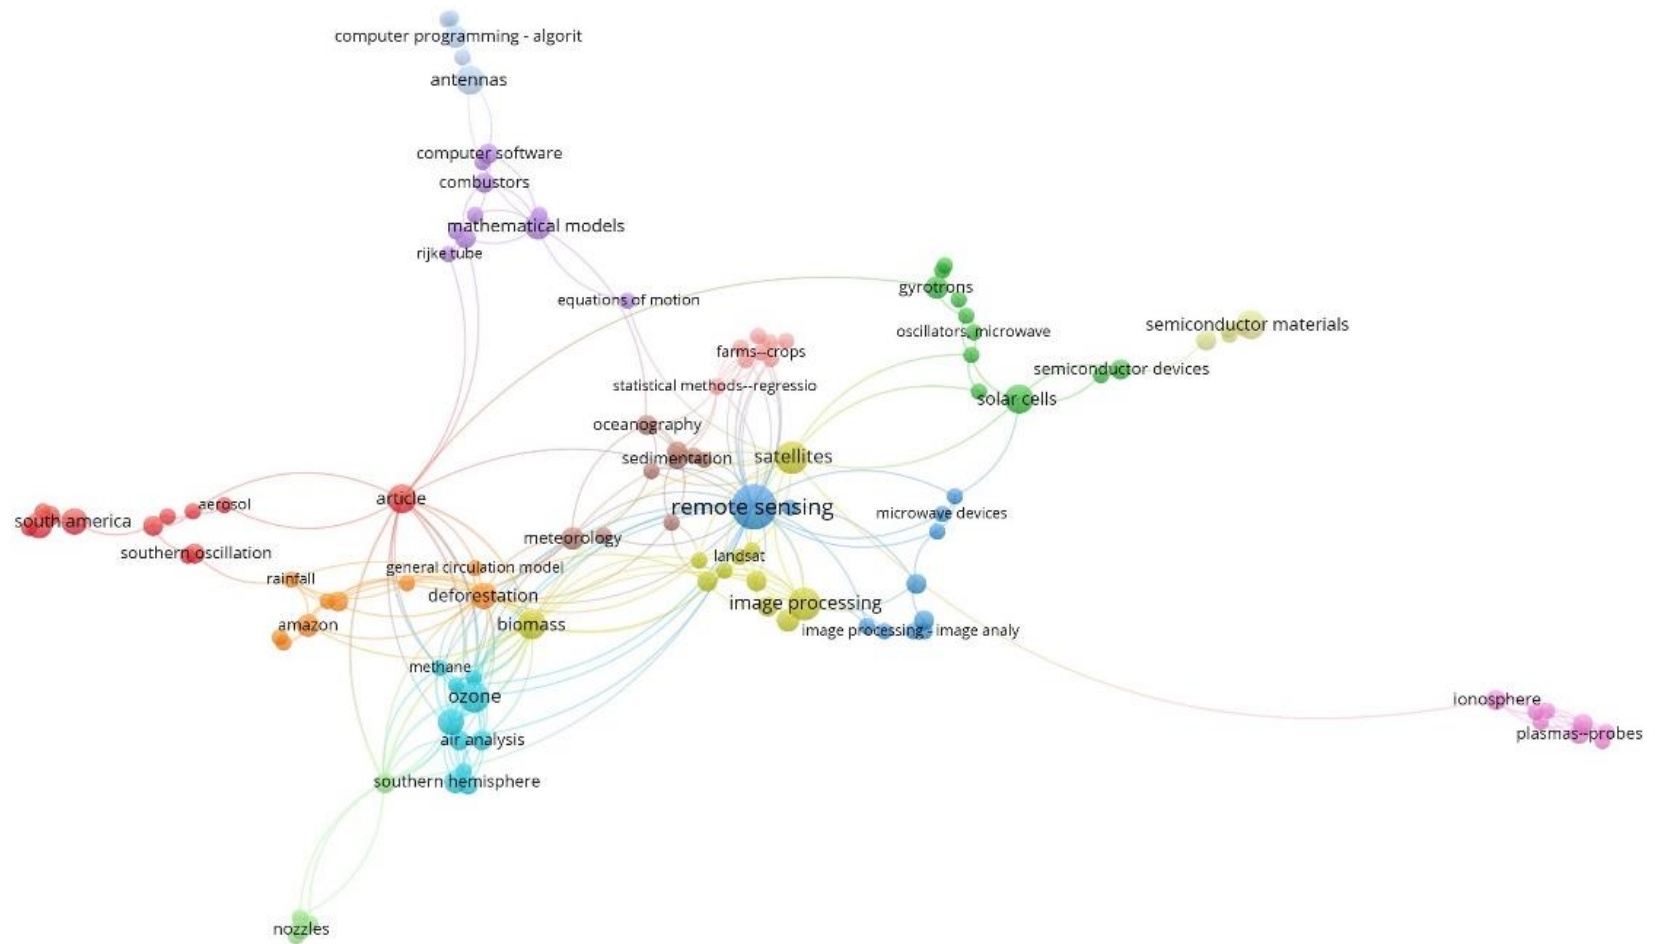 computer programming - algorit
antennas
computer software
combustors
mathematical models
rijke tube
equations of motion
gyrotrons
oscillators, microwave
semiconductor materials
farms--crops
semiconductor devices
statistical methods--regressio
solar cells
oceanography
sedimentation
satellites
article
aerosol
remote sensing
south america
microwave devices
southern oscillation
meteorology
landsat
general circulation model
rainfall
deforestation
image processing
amazon
biomass
image processing - image analy
methane
ozone
ionosphere
plasmas--probes
air analysis
southern hemisphere
nozzles